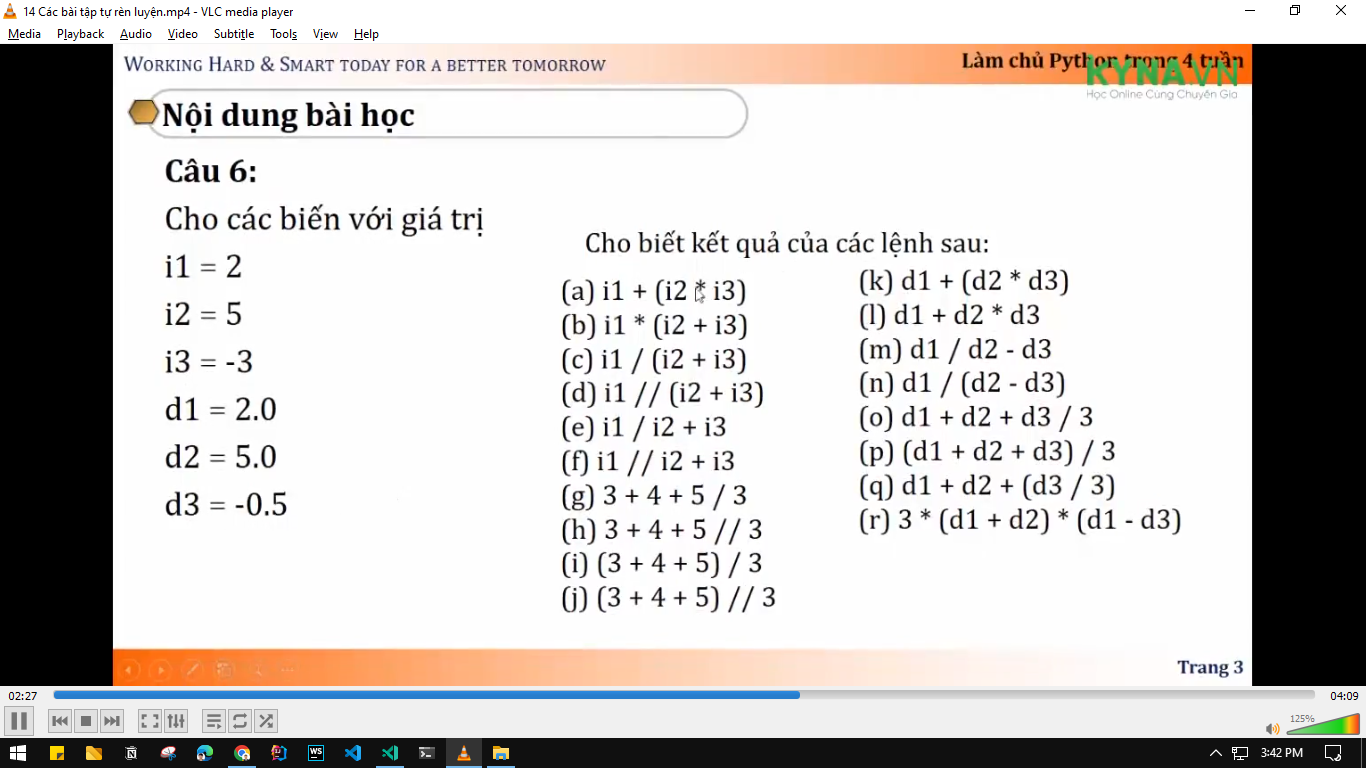 14 Các bài tập tự rèn luyện.mp4 - VLC media player
Media Playback Audio Video Subtitle Tools View Help
WORKING HARD & SMART TODAY FOR A BETTER TOMORROW
Làm chủ Python trong 4 tuần
KYNA.VN
Học Online Cùng Chuyên Gia
Nội dung bài học
Câu 6:
Cho các biến với giá trị
i1 = 2
i2 = 5
i3 = -3
d1 = 2.0
d2 = 5.0
d3 = -0.5
Cho biết kết quả của các lệnh sau:
(a) i1 + (i2 * i3)
(b) i1 * (i2 + i3)
(c) i1 / (i2 + i3)
(d) i1 // (i2 + i3)
(e) i1 / i2 + i3
(f) i1 // i2 + i3
(g) 3 + 4 + 5 / 3
(h) 3 + 4 + 5 // 3
(i) (3 + 4 + 5) / 3
(j) (3 + 4 + 5) // 3
(k) d1 + (d2 * d3)
(l) d1 + d2 * d3
(m) d1 / d2 - d3
(n) d1 / (d2 - d3)
(o) d1 + d2 + d3 / 3
(p) (d1 + d2 + d3) / 3
(q) d1 + d2 + (d3 / 3)
(r) 3 * (d1 + d2) * (d1 - d3)
Trang 3
02:27
04:09
125%
WS
3:42 PM